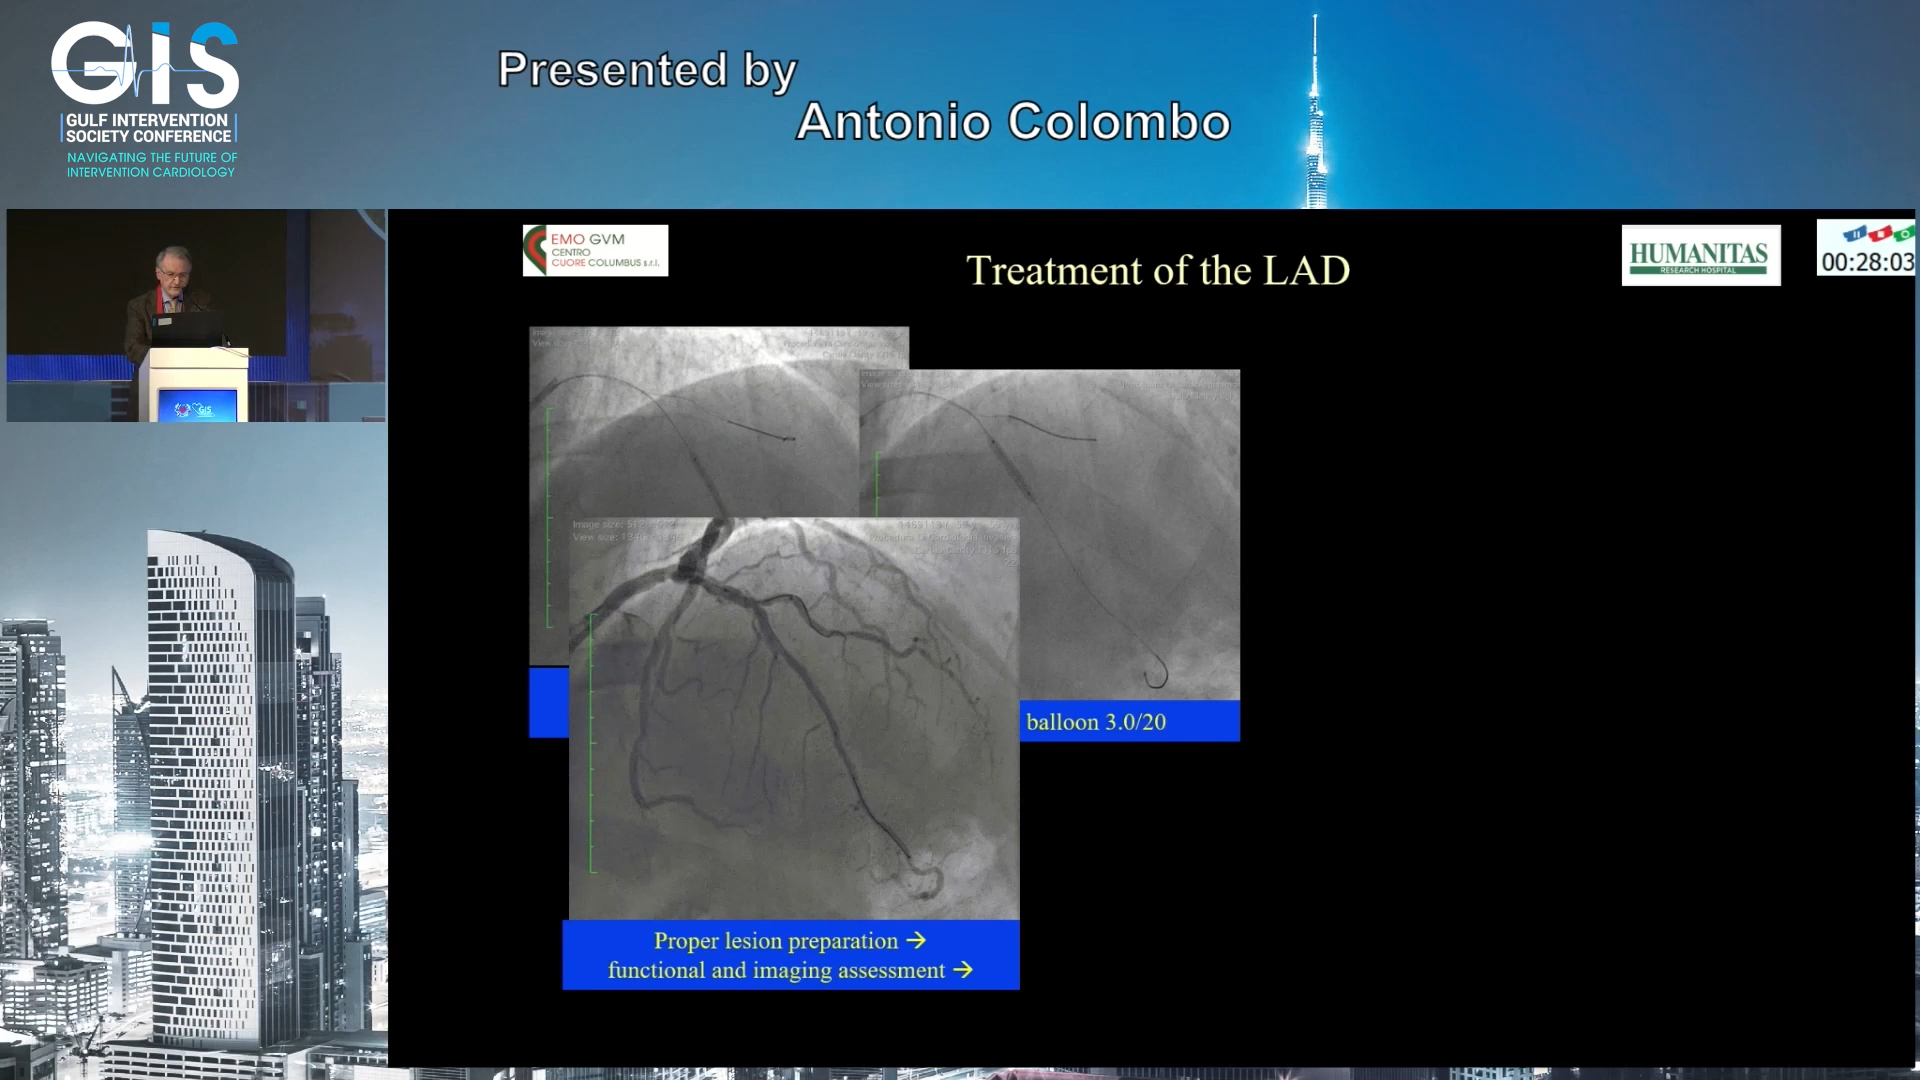 GIS
GULF INTERVENTION
SOCIETY CONFERENCE
NAVIGATING THE FUTURE OF
INTERVENTION CARDIOLOGY
Presented by
Antonio Colombo
EMO GVM
CENTRO
CUORE COLUMBUS s.r.l.
Treatment of the LAD
HUMANITAS
RESEARCH HOSPITAL
00:28:03
balloon 3.0/20
Proper lesion preparation →
functional and imaging assessment →
GIS